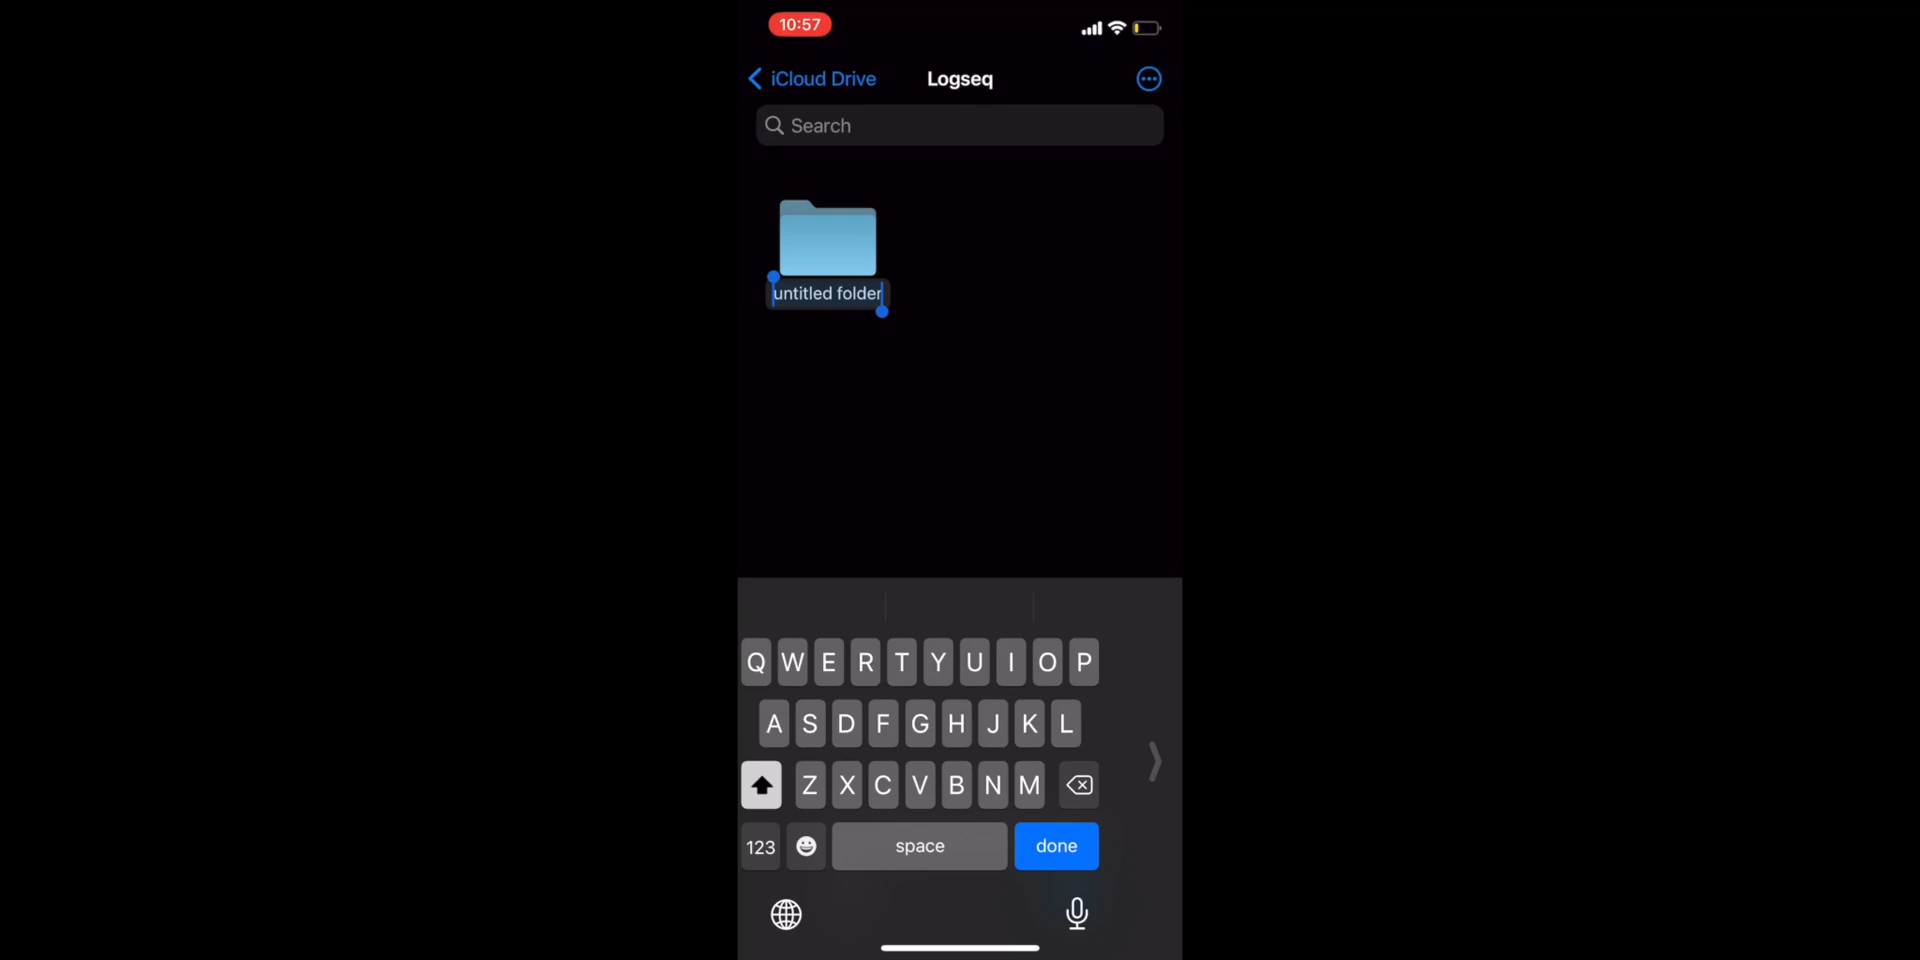 10:57
iCloud Drive Logseq
Search
untitled folder
Q W E R T Y U I O P
A S D F G H J K L
Z X C V B N M
123 space done